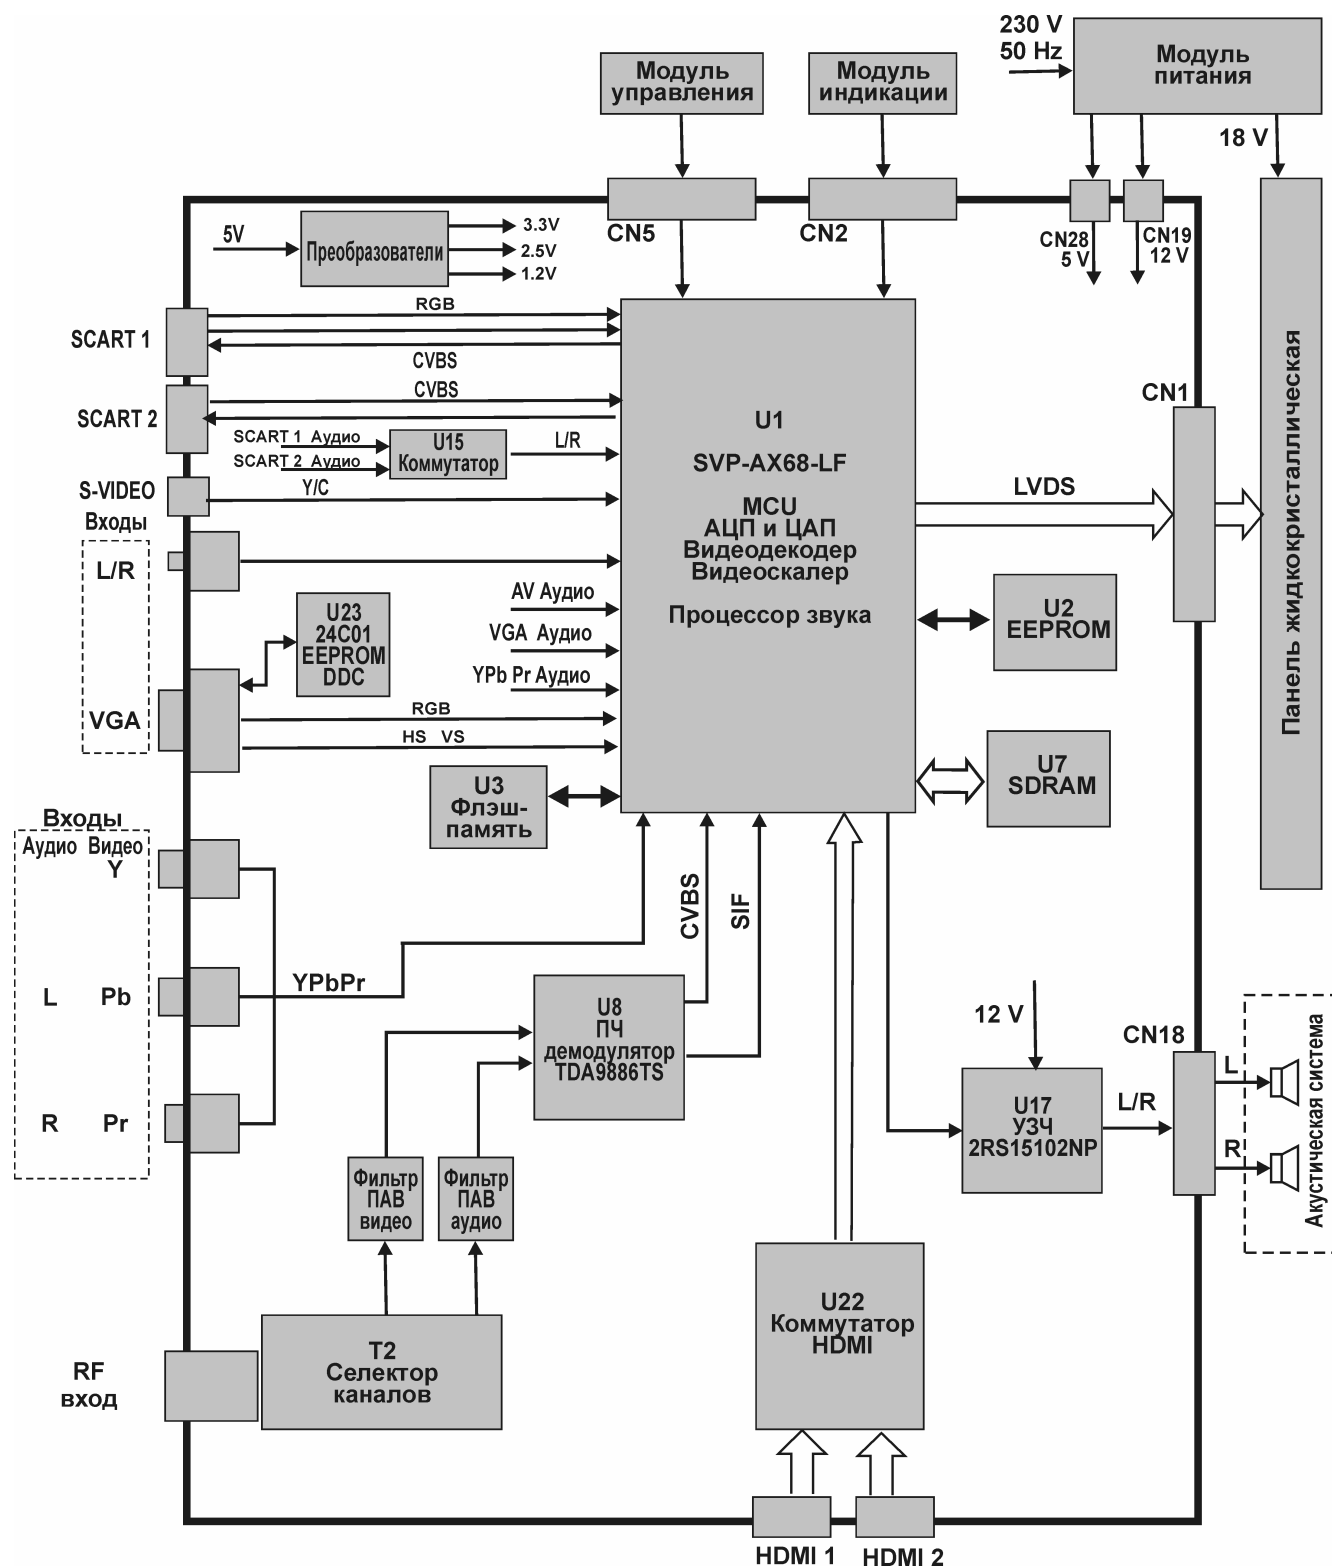 230 V
50 Hz
Модуль
питания
Модуль
управления
Модуль
индикации
18 V
CN5
CN2
CN28
5 V
CN19
12 V
5V
Преобразователи
3.3V
2.5V
1.2V
RGB
SCART 1
CVBS
CVBS
SCART 2
SCART 1 Аудио
SCART 2 Аудио
U15
Коммутатор
L/R
S-VIDEO
Y/C
Входы
L/R
U23
24C01
EEPROM
DDC
AV Аудио
VGA Аудио
YPb Pr Аудио
VGA
RGB
HS VS
U1
SVP-AX68-LF
MCU
АЦП и ЦАП
Видеодекодер
Видеоскалер
Процессор звука
LVDS
CN1
Панель жидкокристаллическая
U2
EEPROM
U7
SDRAM
U3
Флэш-
память
Входы
Аудио Видео
Y
L Pb
R Pr
YPbPr
CVBS
SIF
U8
ПЧ
демодулятор
TDA9886TS
12 V
CN18
U17
УЗЧ
2RS15102NP
L/R
L
R
Акустическая система
Фильтр
ПАВ
видео
Фильтр
ПАВ
аудио
RF
вход
T2
Селектор
каналов
U22
Коммутатор
HDMI
HDMI 1
HDMI 2